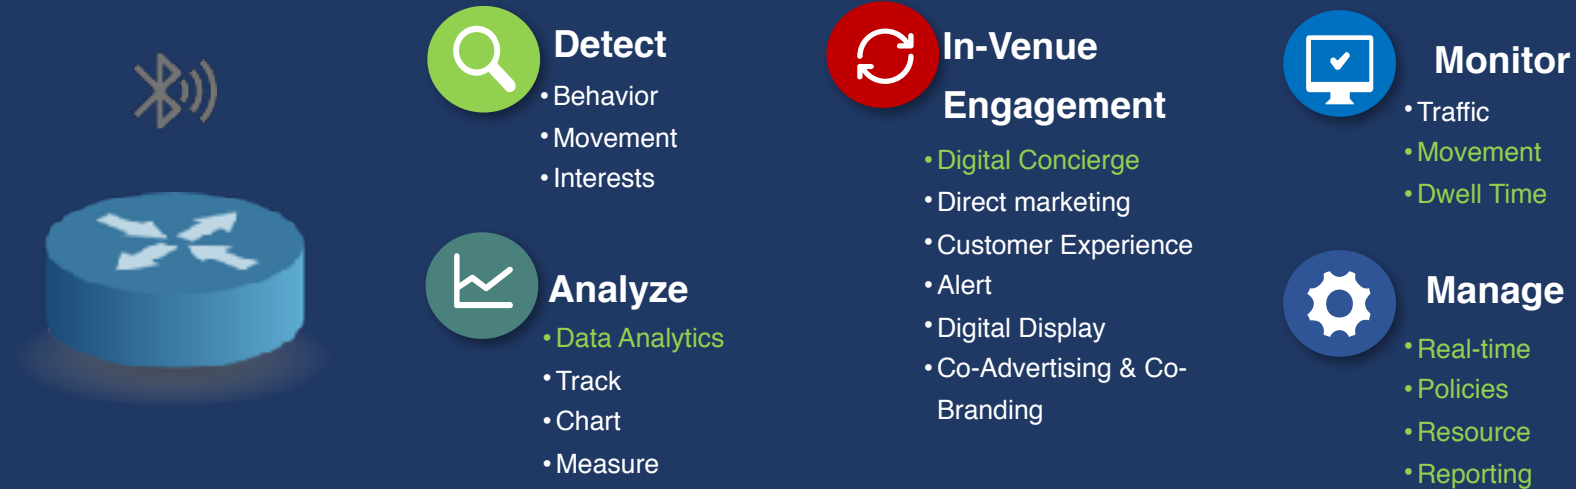 Detect
• Behavior
• Movement
• Interests
Analyze
• Data Analytics
• Track
• Chart
• Measure
In-Venue
Engagement
• Digital Concierge
• Direct marketing
• Customer Experience
• Alert
• Digital Display
• Co-Advertising & Co-
Branding
Monitor
• Traffic
• Movement
• Dwell Time
Manage
• Real-time
• Policies
• Resource
• Reporting